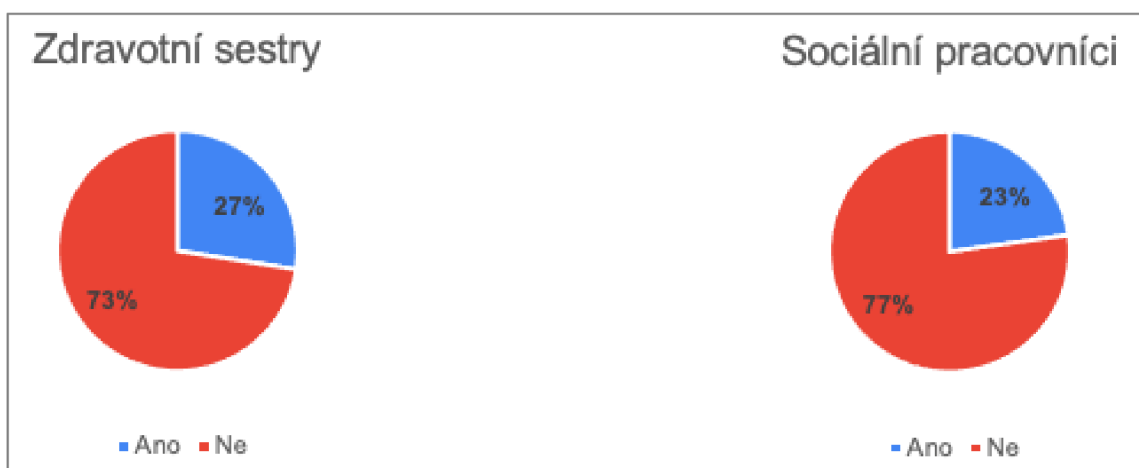 Zdravotní sestry
27%
73%
Ano Ne
Sociální pracovníci
23%
77%
Ano Ne